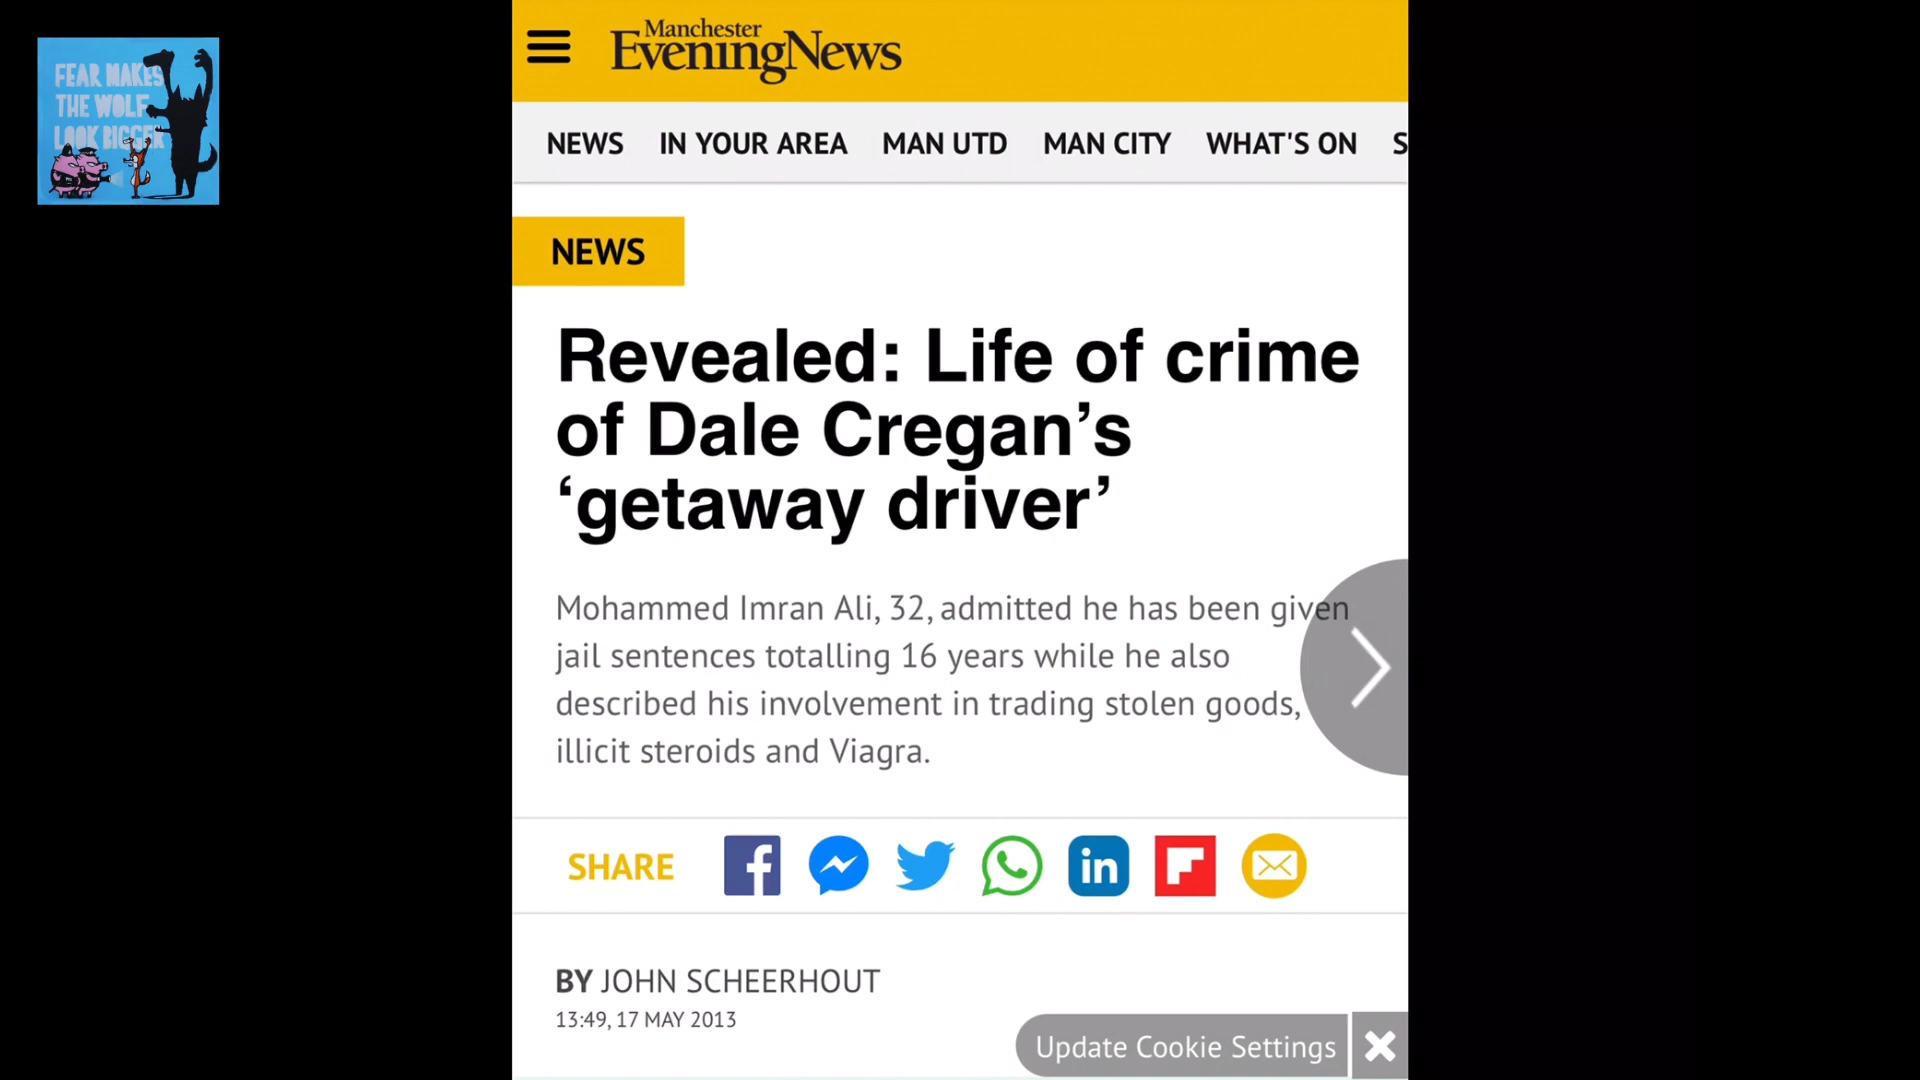 FEAR MAKES
THE WOLF
LOOK BIGGER
Manchester
EveningNews
NEWS IN YOUR AREA MAN UTD MAN CITY WHAT'S ON S
NEWS
Revealed: Life of crime
of Dale Cregan’s
‘getaway driver’
Mohammed Imran Ali, 32, admitted he has been given
jail sentences totalling 16 years while he also
described his involvement in trading stolen goods,
illicit steroids and Viagra.
SHARE
BY JOHN SCHEERHOUT
13:49, 17 MAY 2013
Update Cookie Settings